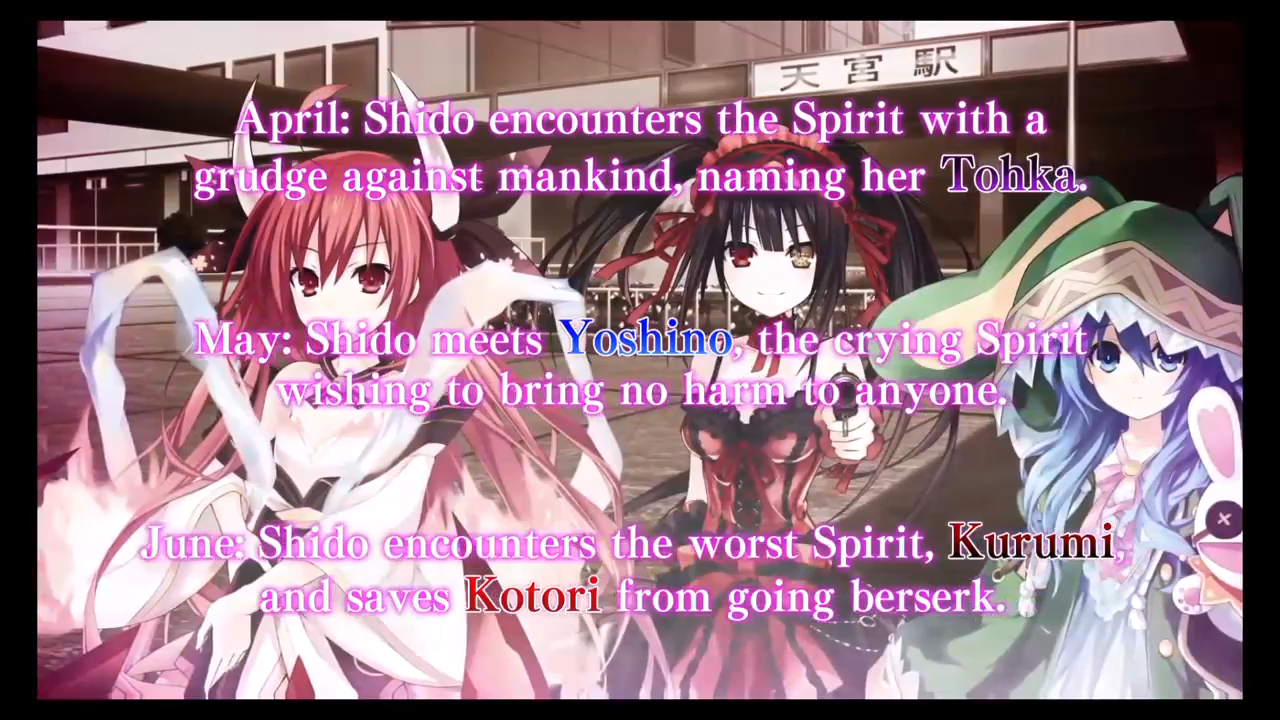 天宮駅
April: Shido encounters the Spirit with a
grudge against mankind, naming her Tohka.
May: Shido meets Yoshino, the crying Spirit
wishing to bring no harm to anyone.
June: Shido encounters the worst Spirit, Kurumi,
and saves Kotori from going berserk.